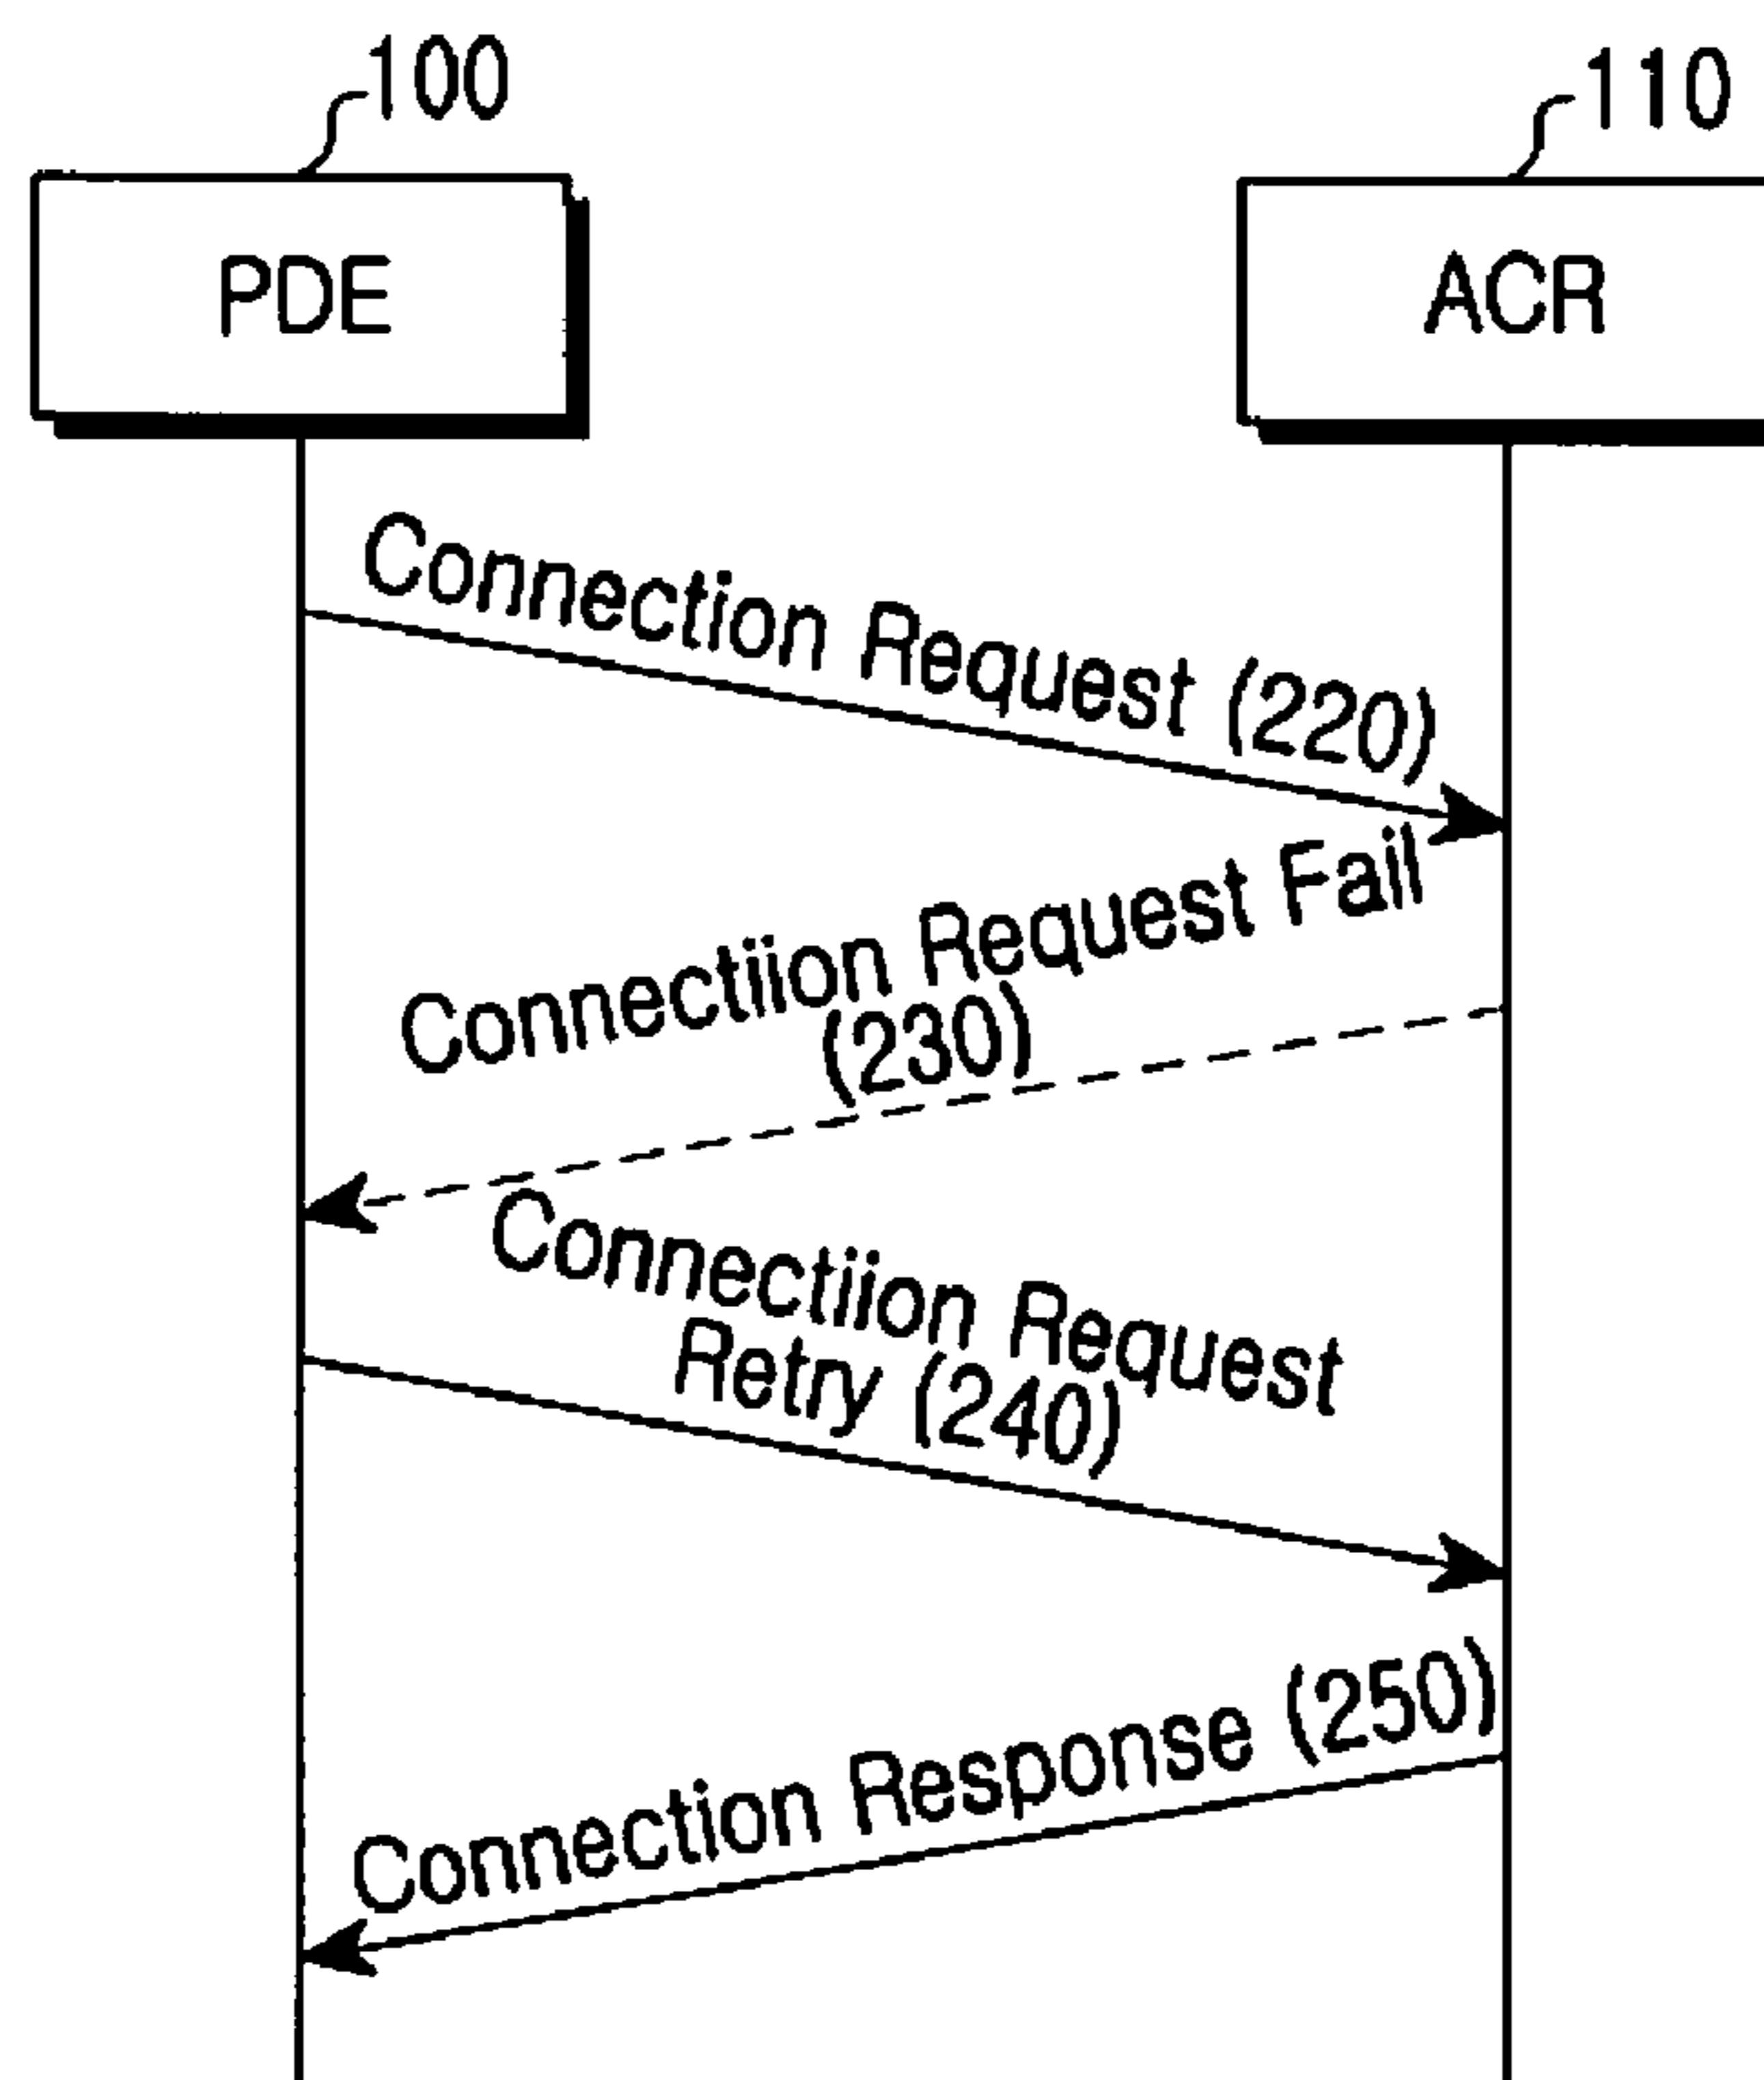 100
110
PDE
ACR
Connection Request (220)
Connectiion Request Fail
(230)
Connectiion Request
Retry (240)
Connection Response (250)